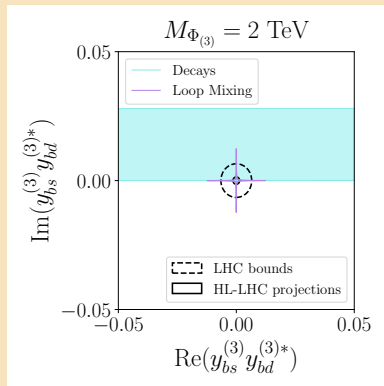 $M_{\Phi_{(3)}} = 2$ TeV
0.05
Decays
Loop Mixing
Im$(y_{bs}^{(3)} y_{bd}^{(3)*})$
0.00
LHC bounds
HL-LHC projections
−0.05
−0.05
0.00
0.05
Re$(y_{bs}^{(3)} y_{bd}^{(3)*})$